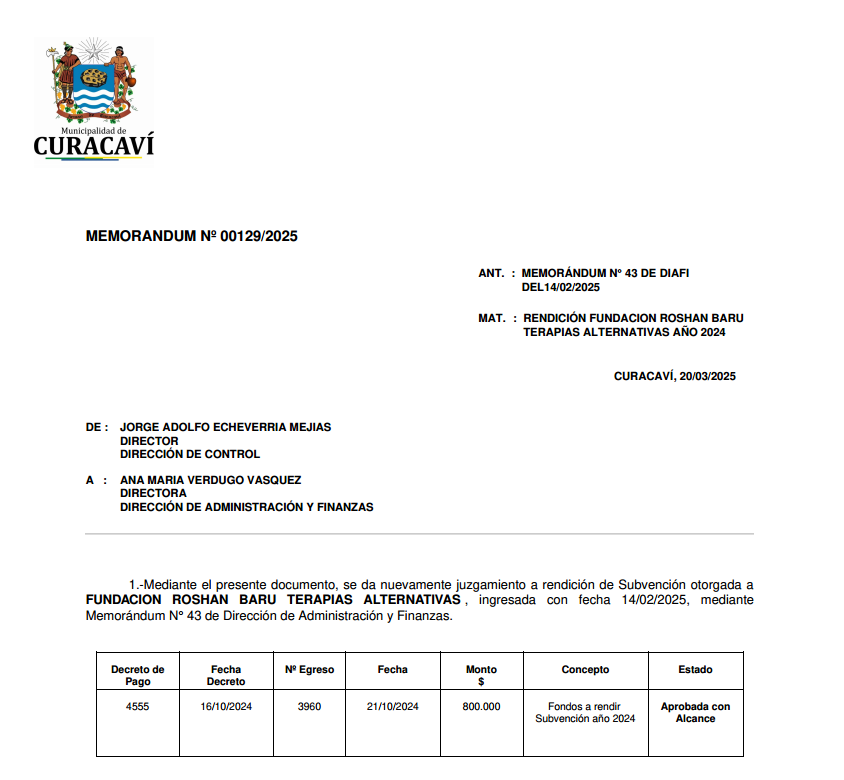 Municipalidad de
CURACAVÍ
MEMORANDUM Nº 00129/2025
ANT. : MEMORÁNDUM N° 43 DE DIAFI
DEL14/02/2025
MAT. : RENDICIÓN FUNDACION ROSHAN BARU
TERAPIAS ALTERNATIVAS AÑO 2024
CURACAVÍ, 20/03/2025
DE : JORGE ADOLFO ECHEVERRIA MEJIAS
DIRECTOR
DIRECCIÓN DE CONTROL
A : ANA MARIA VERDUGO VASQUEZ
DIRECTORA
DIRECCIÓN DE ADMINISTRACIÓN Y FINANZAS
1.-Mediante el presente documento, se da nuevamente juzgamiento a rendición de Subvención otorgada a
FUNDACION ROSHAN BARU TERAPIAS ALTERNATIVAS , ingresada con fecha 14/02/2025, mediante
Memorándum N° 43 de Dirección de Administración y Finanzas.
Decreto de Pago Fecha Decreto Nº Egreso Fecha Monto $ Concepto Estado
4555 16/10/2024 3960 21/10/2024 800.000 Fondos a rendir Subvención año 2024 Aprobada con Alcance